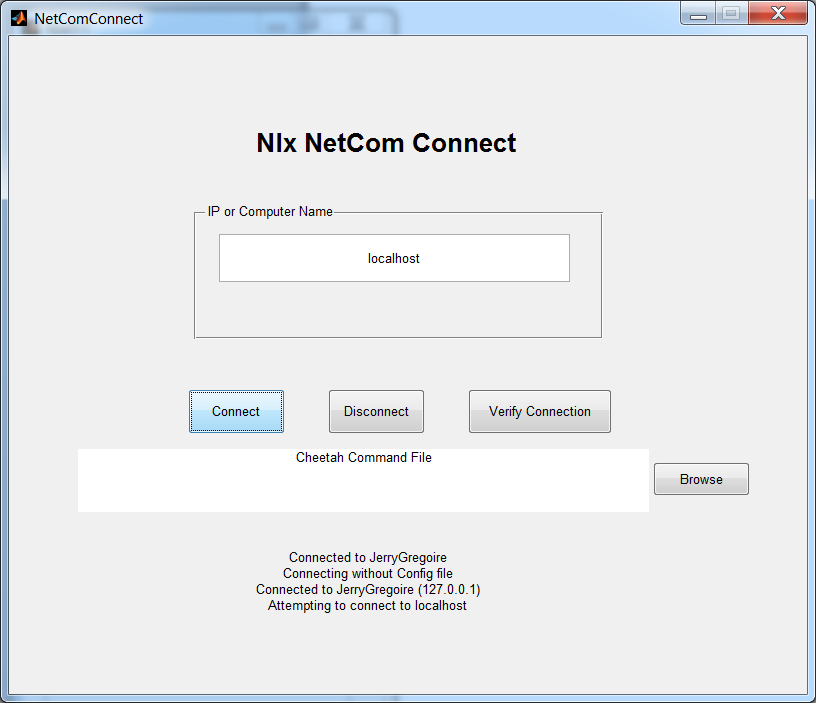 NetComConnect
Nlx NetCom Connect
IP or Computer Name
localhost
Connect
Disconnect
Verify Connection
Cheetah Command File
Browse
Connected to JerryGregoire
Connecting without Config file
Connected to JerryGregoire (127.0.0.1)
Attempting to connect to localhost